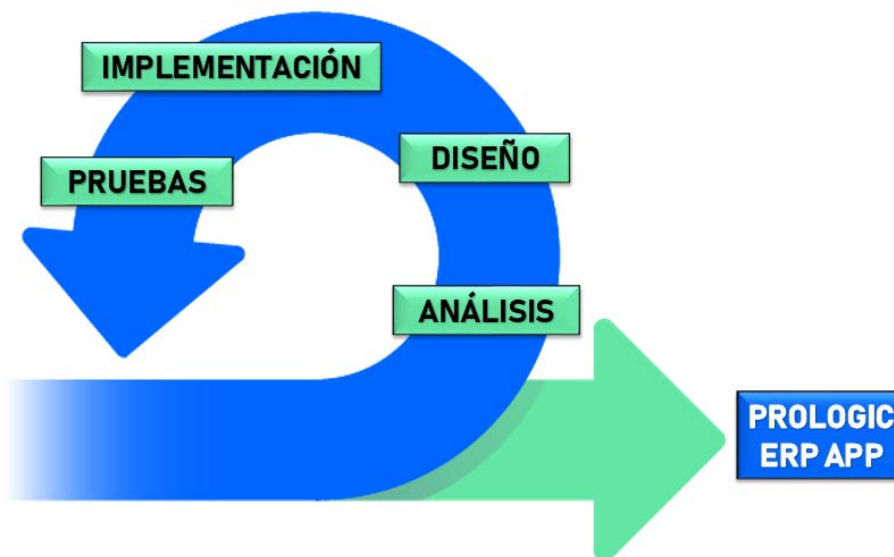 IMPLEMENTACIÓN
DISEÑO
PRUEBAS
ANÁLISIS
PROLOGIC
ERP APP